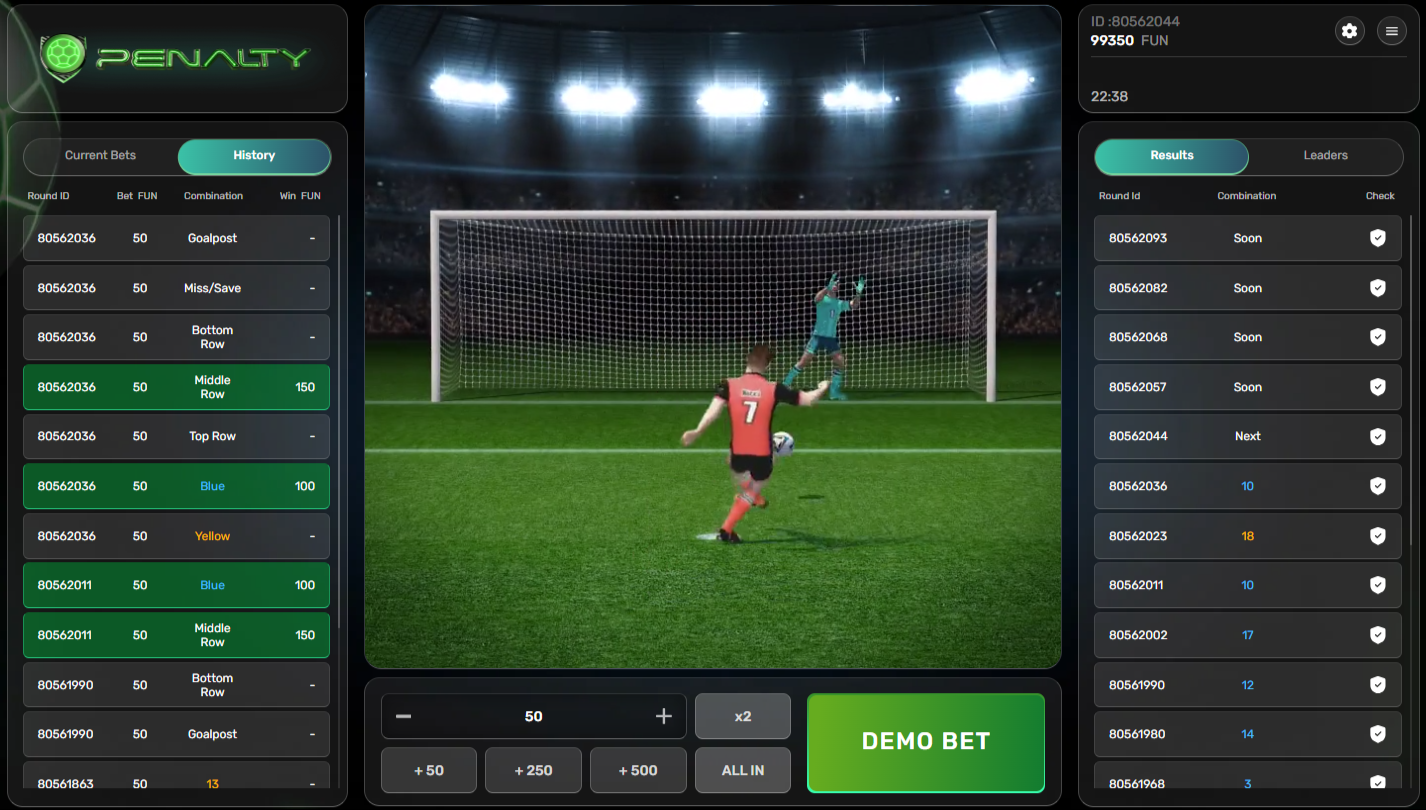 PENALTY
Current Bets
History
Round ID Bet FUN Combination Win FUN
80562036 50 Goalpost -
80562036 50 Miss/Save -
80562036 50 Bottom
Row -
80562036 50 Middle
Row 150
80562036 50 Top Row -
80562036 50 Blue 100
80562036 50 Yellow -
80562011 50 Blue 100
80562011 50 Middle
Row 150
80561990 50 Bottom
Row -
80561990 50 Goalpost -
80561863 50 13
7
50
x2
+ 50
+ 250
+ 500
ALL IN
DEMO BET
ID :80562044
99350 FUN
22:38
Results
Leaders
Round Id Combination Check
80562093 Soon
80562082 Soon
80562068 Soon
80562057 Soon
80562044 Next
80562036 10
80562023 18
80562011 10
80562002 17
80561990 12
80561980 14
80561968 3